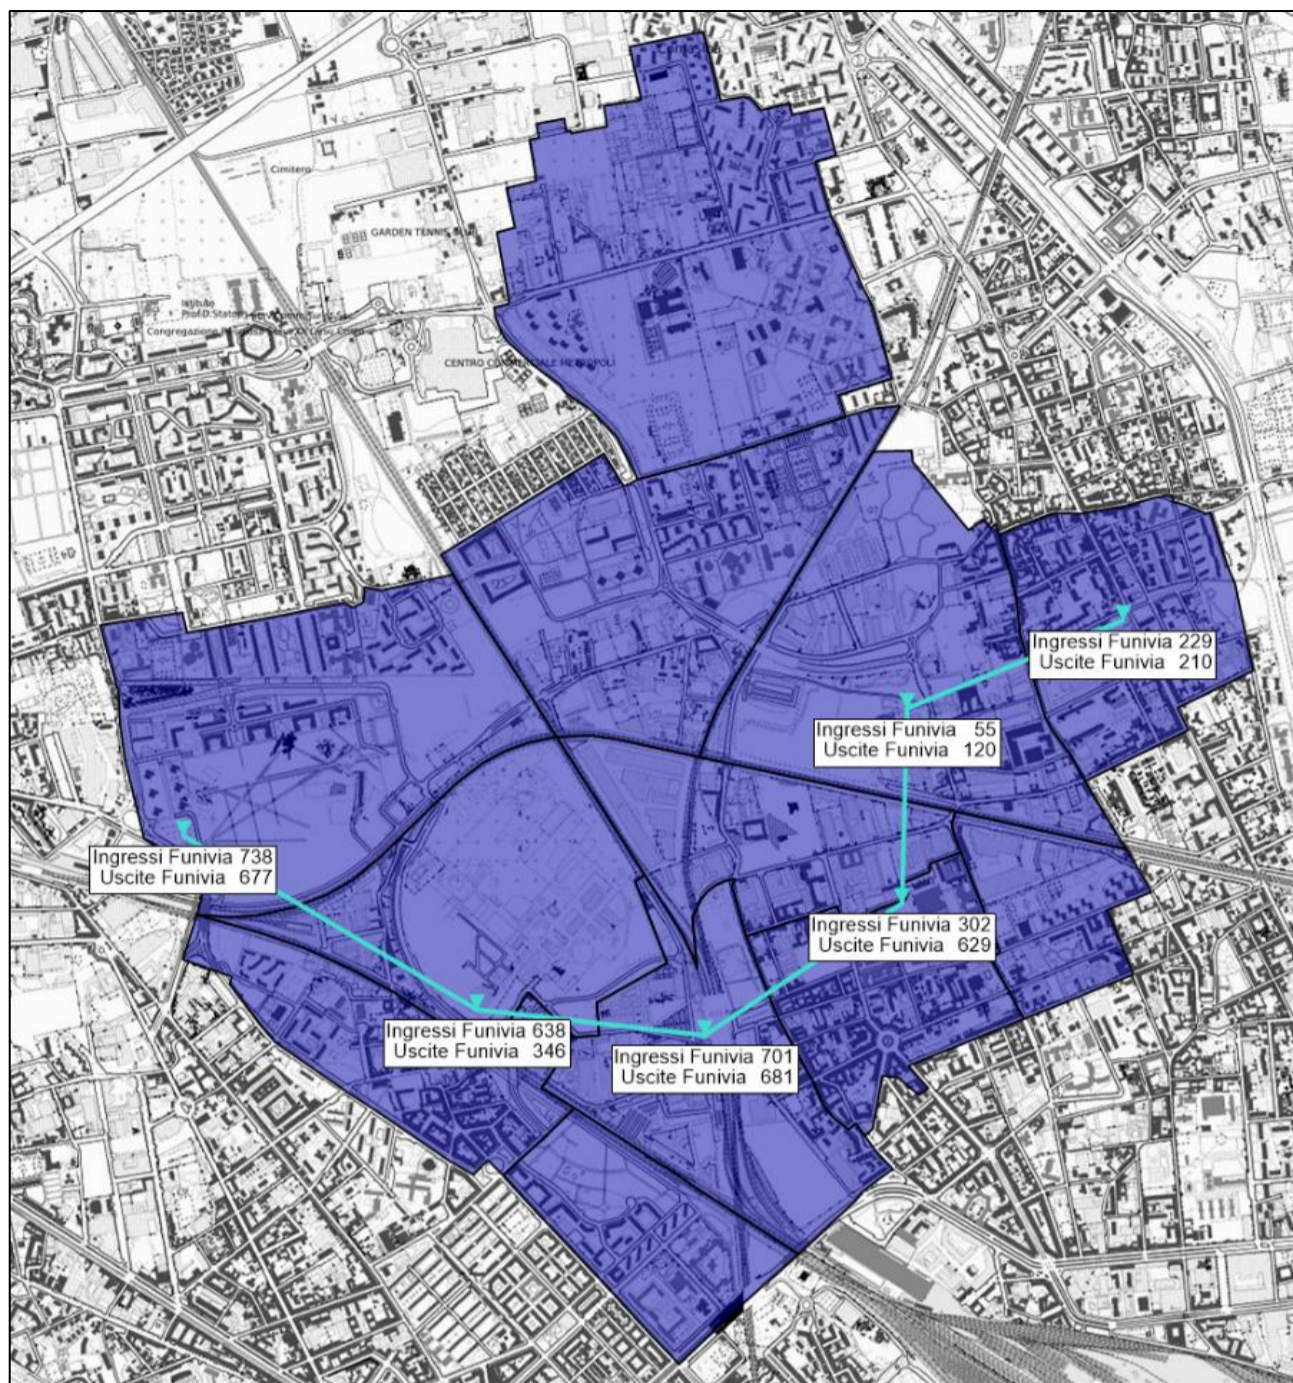 Comasina
Cimitero
GARDEN TENNIS
Istituto
CENTRO COMMERCIALE METROPOLI
Ingressi Funivia 229
Uscite Funivia 210
Ingressi Funivia 55
Uscite Funivia 120
Ingressi Funivia 738
Uscite Funivia 677
Ingressi Funivia 302
Uscite Funivia 629
Ingressi Funivia 638
Uscite Funivia 346
Ingressi Funivia 701
Uscite Funivia 681